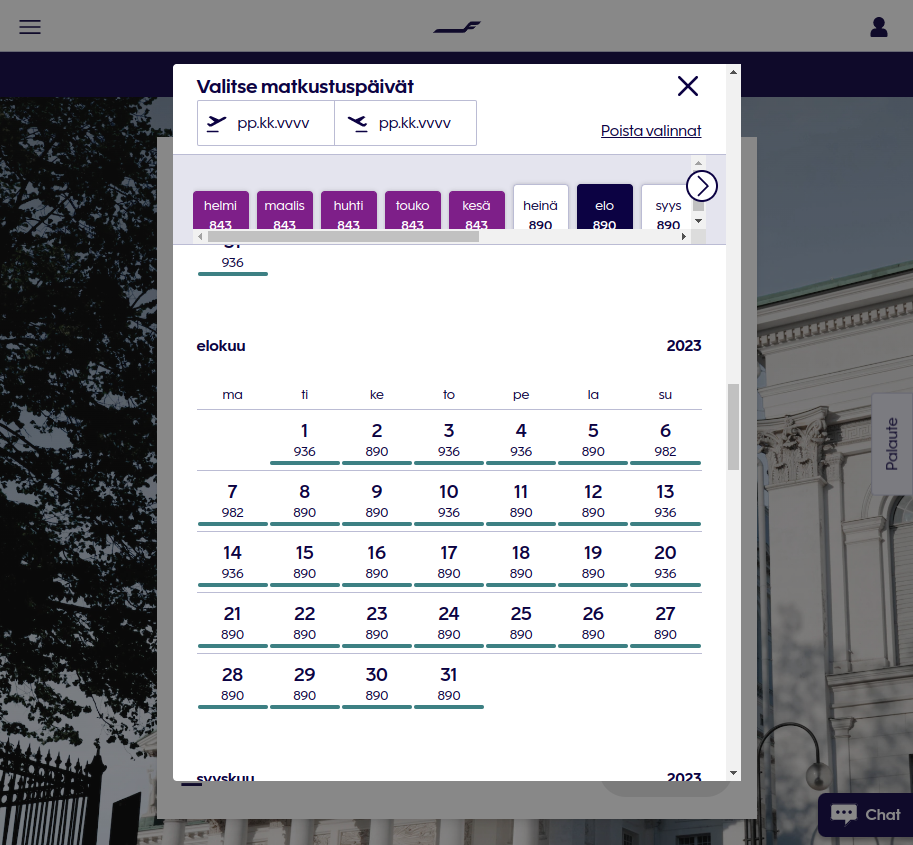 Valitse matkustuspäivät
pp.kk.vvvv pp.kk.vvvv
Poista valinnat
helmi maalis huhti touko kesä heinä elo syys
843 843 843 843 843 890 890 890
936
elokuu 2023
ma ti ke to pe la su
1 2 3 4 5 6
936 890 936 936 890 982
7 8 9 10 11 12 13
982 890 890 936 890 890 936
14 15 16 17 18 19 20
936 890 890 890 890 890 936
21 22 23 24 25 26 27
890 890 890 890 890 890 890
28 29 30 31
890 890 890 890
syyskuu 2023
Palaute
Chat